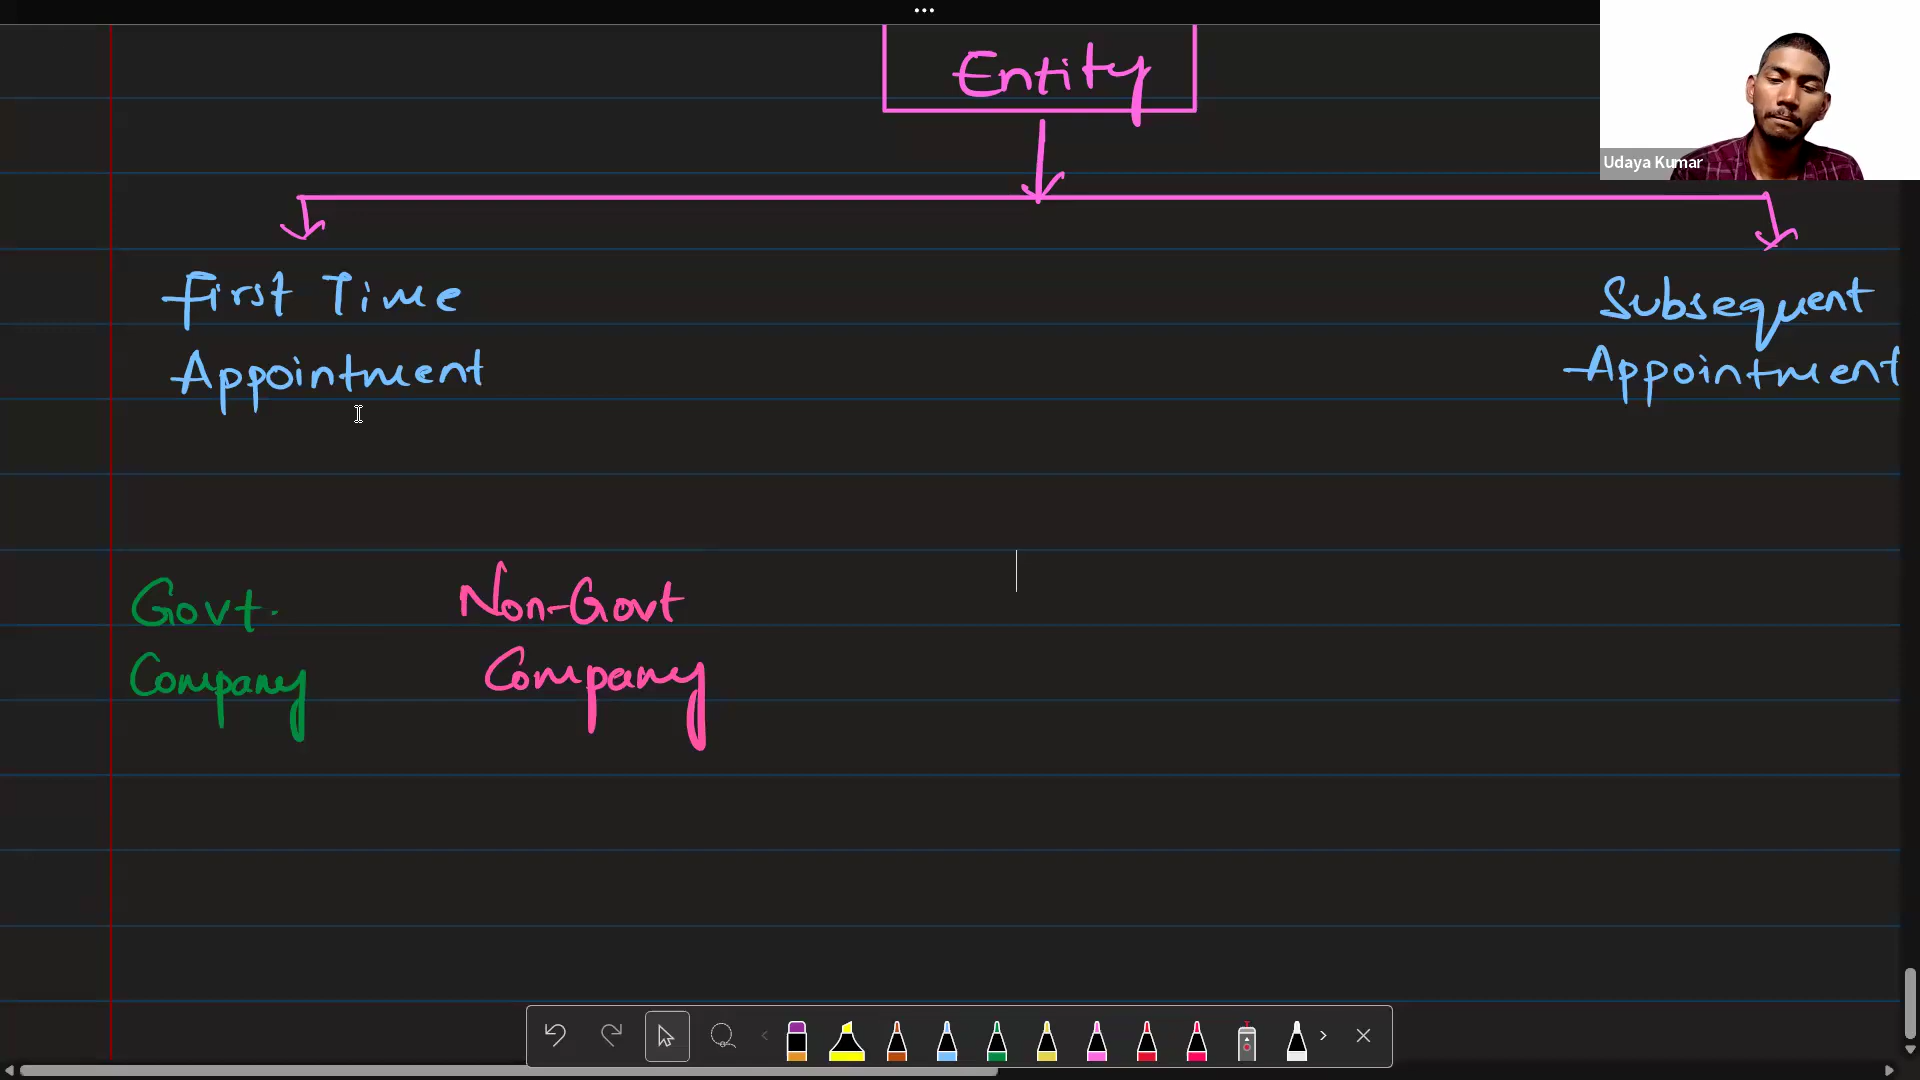 Entity
Udaya Kumar
First Time
Appointment
Subsequent
Appointment
Govt.
Company
Non-Govt
Company